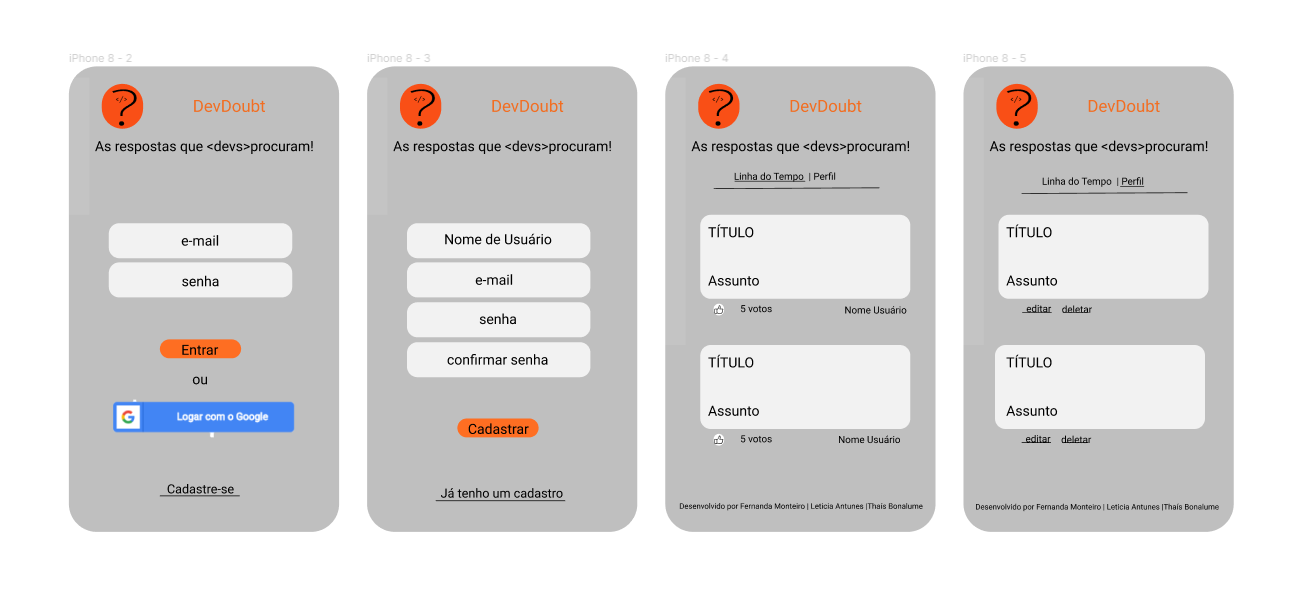 iPhone 8 - 2
</>
?
DevDoubt
As respostas que <devs>procuram!
e-mail
senha
Entrar
ou
G Logar com o Google
Cadastre-se
iPhone 8 - 3
</>
?
DevDoubt
As respostas que <devs>procuram!
Nome de Usuário
e-mail
senha
confirmar senha
Cadastrar
Já tenho um cadastro
iPhone 8 - 4
</>
?
DevDoubt
As respostas que <devs>procuram!
Linha do Tempo | Perfil
TÍTULO
Assunto
5 votos Nome Usuário
TÍTULO
Assunto
5 votos Nome Usuário
Desenvolvido por Fernanda Monteiro | Leticia Antunes |Thaís Bonalume
iPhone 8 - 5
</>
?
DevDoubt
As respostas que <devs>procuram!
Linha do Tempo | Perfil
TÍTULO
Assunto
editar deletar
TÍTULO
Assunto
editar deletar
Desenvolvido por Fernanda Monteiro | Leticia Antunes |Thaís Bonalume